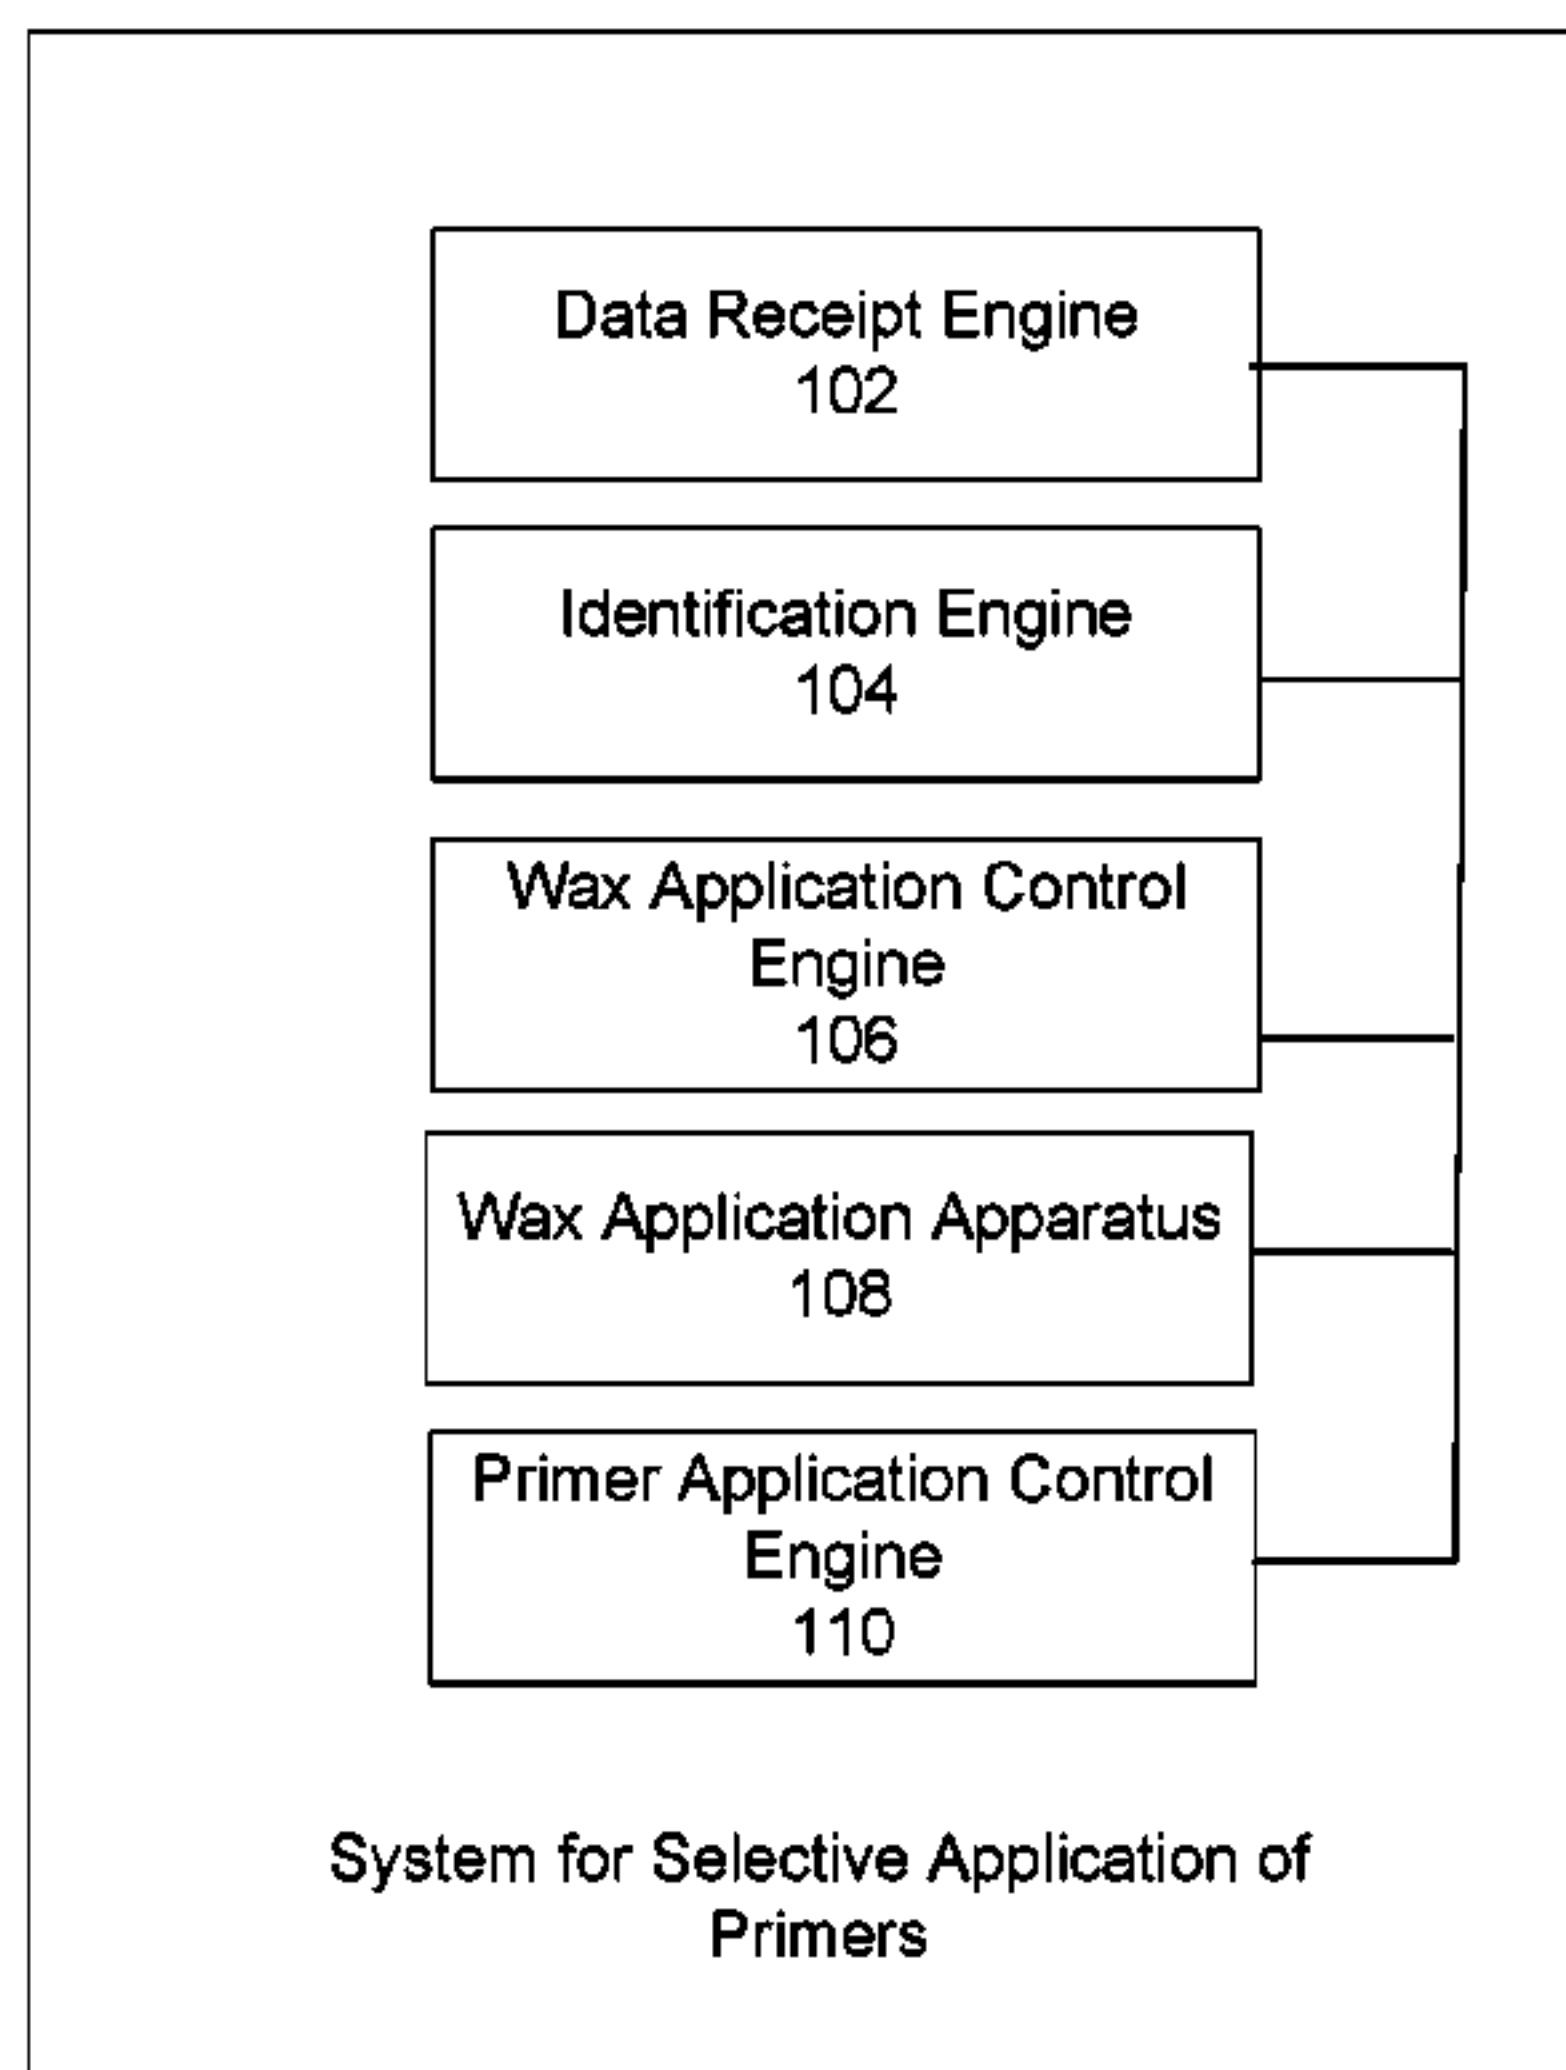 Data Receipt Engine
102
Identification Engine
104
Wax Application Control
Engine
106
Wax Application Apparatus
108
Primer Application Control
Engine
110
System for Selective Application of
Primers